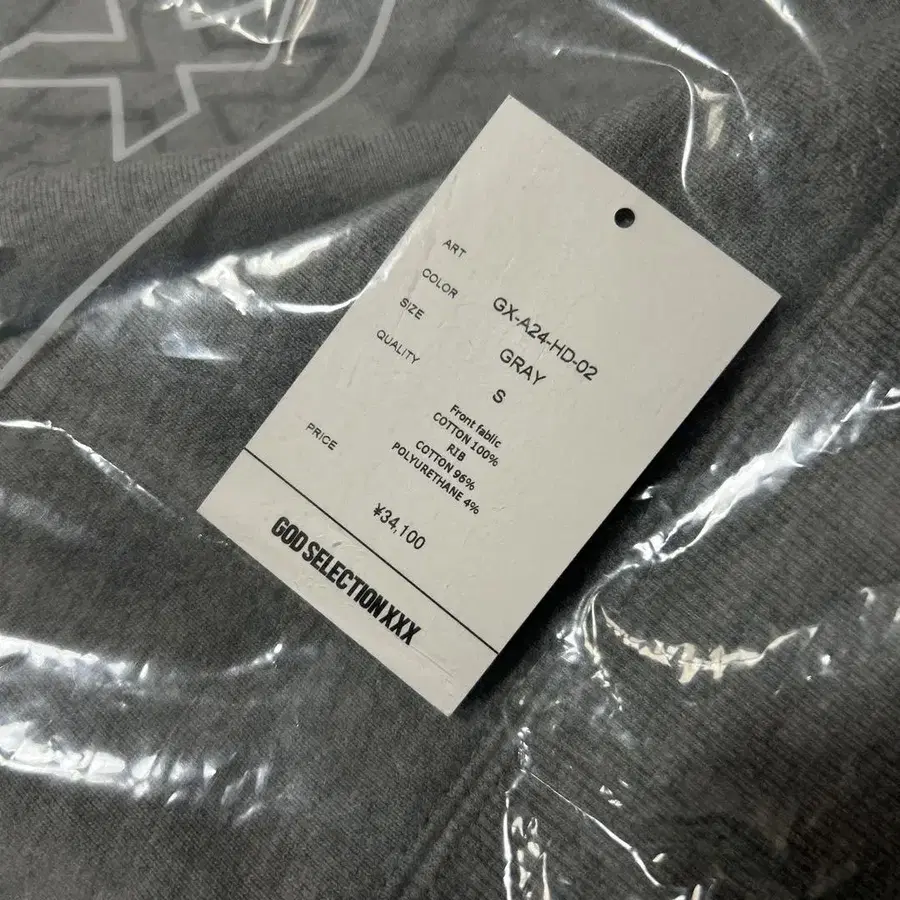 ART GX-A24-HD-02
COLOR GRAY
SIZE S
QUALITY Front fablic
COTTON 100%
RIB
COTTON 96%
POLYURETHANE 4%
PRICE ¥34,100
GOD SELECTION XXX